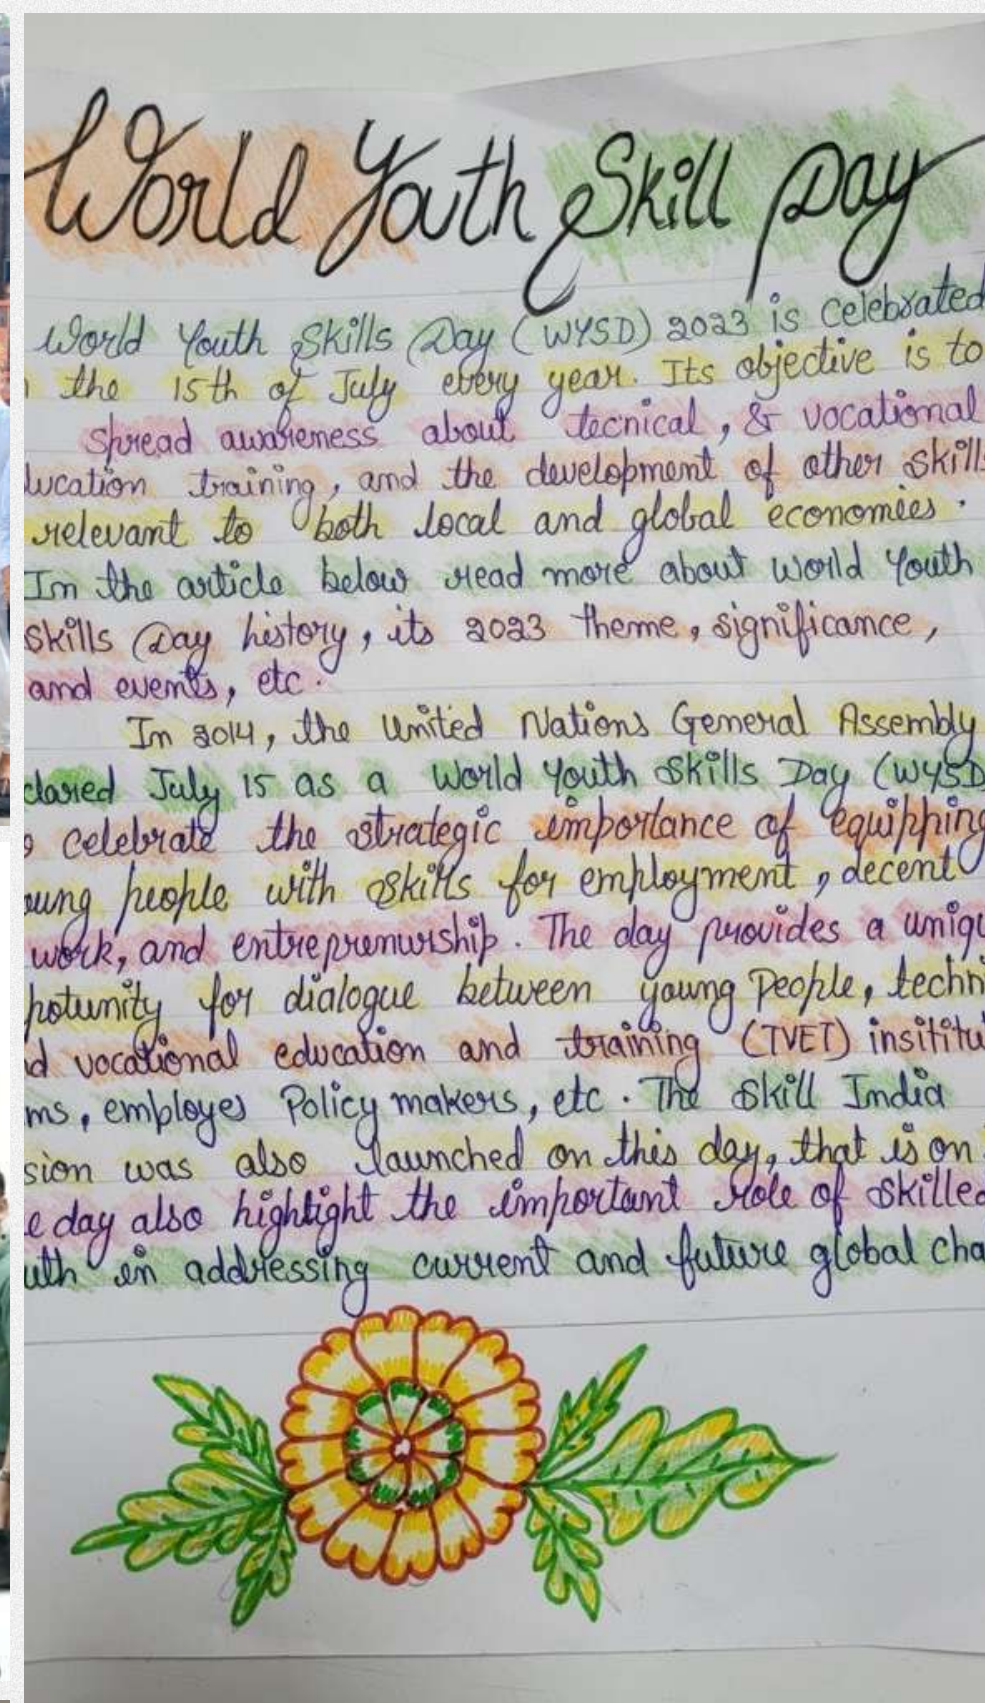 World Youth Skill Day
World Youth Skills Day (WYSD) 2023 is celebrated
the 15th of July every year. Its objective is to
spread awareness about tecnical, & vocational
ucation training, and the development of other skills
relevant to both local and global economies.
In the article below read more about World Youth
Skills Day history, its 2023 theme, significance,
and events, etc.
In 2014, the United Nations General Assembly
clared July 15 as a World Youth Skills Day (WYSD
celebrate the strategic importance of equipping
oung people with skills for employment, decent
work, and entreprenurship. The day provides a uniqu
potunity for dialogue between young People, techni
d vocational education and training (TVET) insititu
ms, employes Policy makers, etc. The Skill India
sion was also launched on this day, that is on
e day also highlight the important role of skilled
uth in addressing current and future global cha